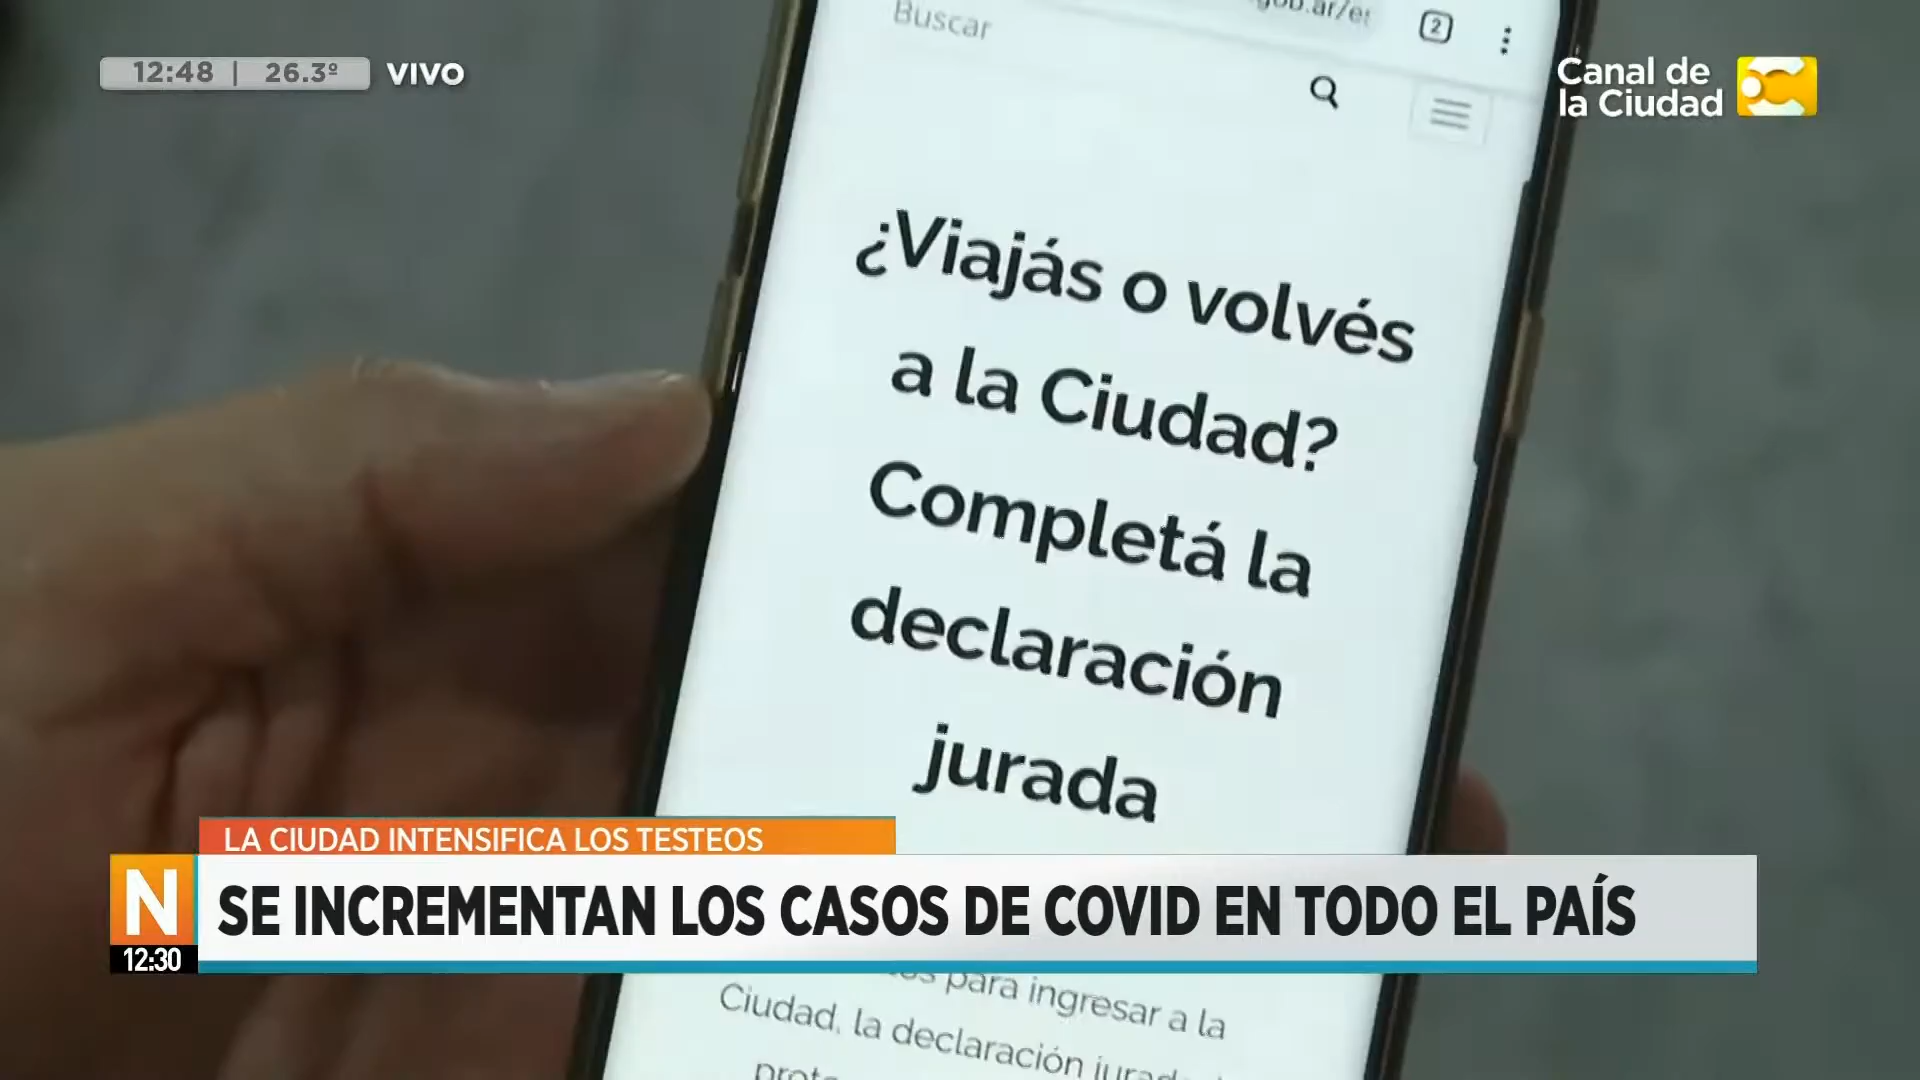 Buscar
2
12:48 | 26.3º VIVO
Canal de
la Ciudad
¿Viajás o volvés
a la Ciudad?
Completá la
declaración
jurada
LA CIUDAD INTENSIFICA LOS TESTEOS
N
SE INCREMENTAN LOS CASOS DE COVID EN TODO EL PAÍS
12:30
para ingresar a la
Ciudad, la declaración